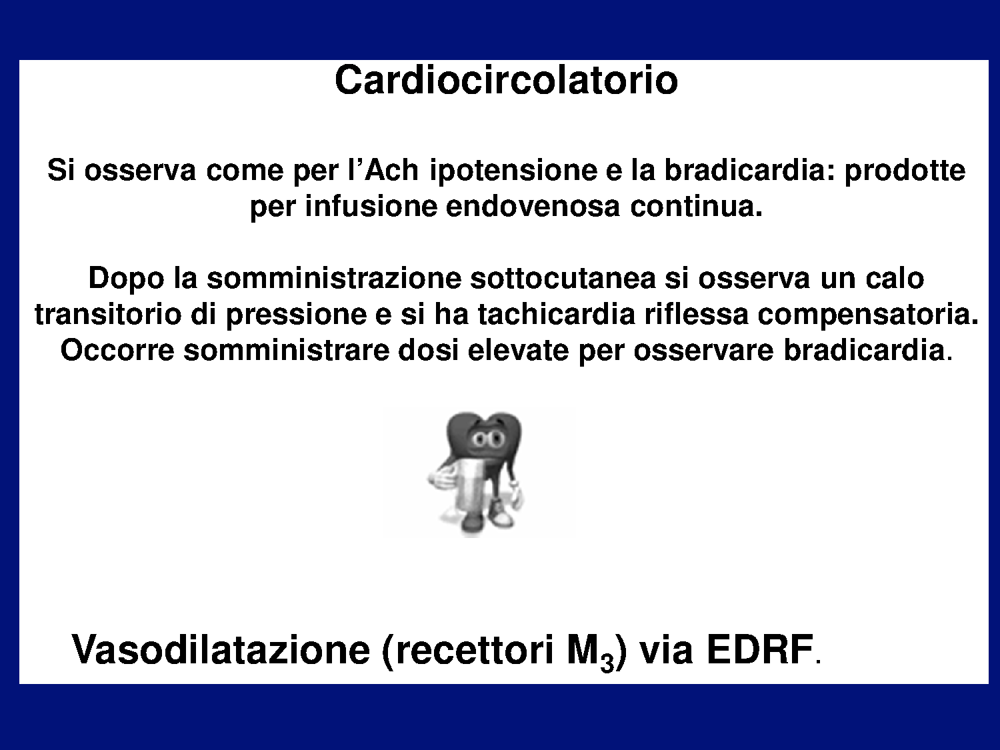 Cardiocircolatorio
Si osserva come per l’Ach ipotensione e la bradicardia: prodotte
per infusione endovenosa continua.
Dopo la somministrazione sottocutanea si osserva un calo
transitorio di pressione e si ha tachicardia riflessa compensatoria.
Occorre somministrare dosi elevate per osservare bradicardia.
Vasodilatazione (recettori M₃) via EDRF.